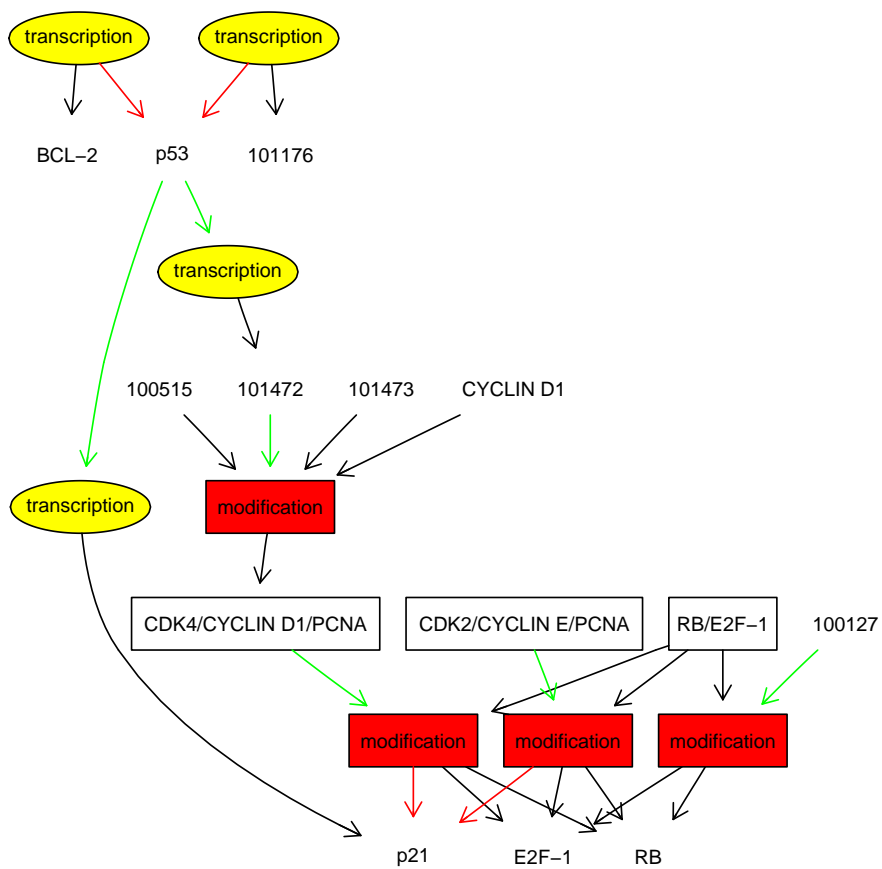 transcription
transcription
BCL−2
p53
101176
transcription
100515
101472
101473
CYCLIN D1
transcription
modification
CDK4/CYCLIN D1/PCNA
CDK2/CYCLIN E/PCNA
RB/E2F−1
100127
modification
modification
modification
p21
E2F−1
RB